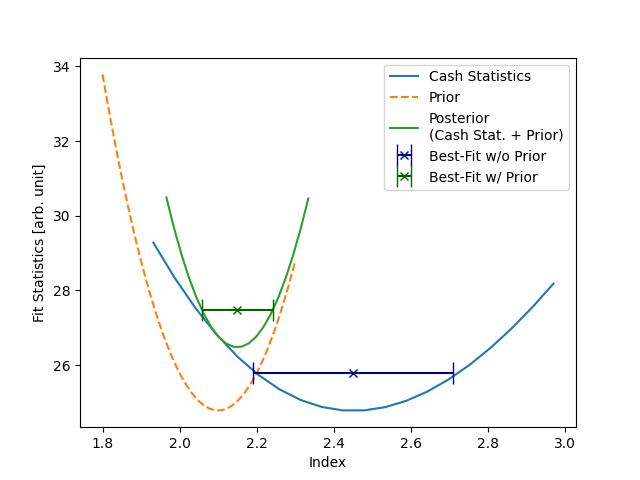 34
32
30
28
26
Fit Statistics [arb. unit]
Cash Statistics
Prior
Posterior
(Cash Stat. + Prior)
Best-Fit w/o Prior
Best-Fit w/ Prior
1.8
2.0
2.2
2.4
2.6
2.8
3.0
Index